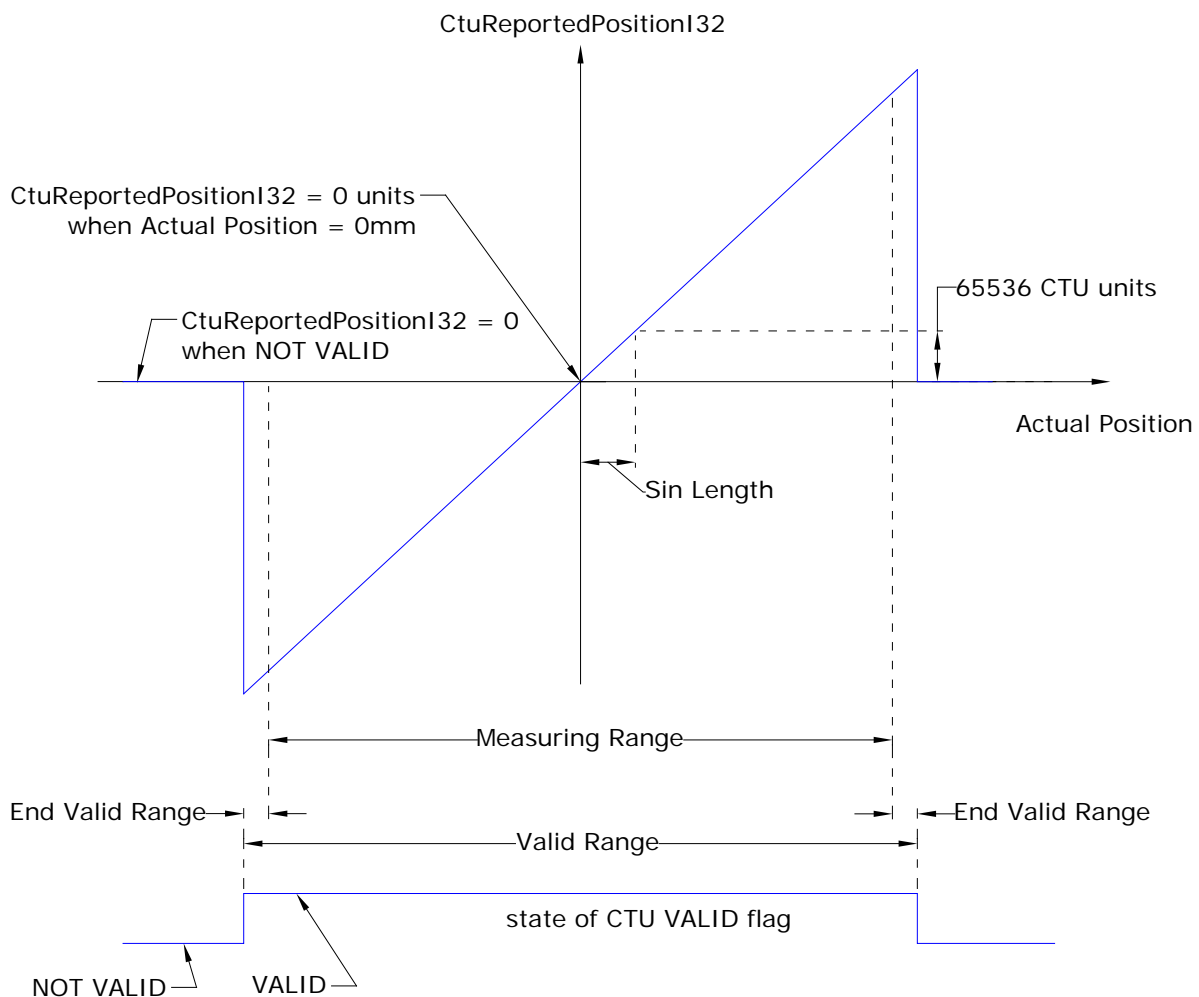 CtuReportedPositionI32
CtuReportedPositionI32 = 0 units
when Actual Position = 0mm
65536 CTU units
CtuReportedPositionI32 = 0
when NOT VALID
Actual Position
Sin Length
Measuring Range
End Valid Range
End Valid Range
Valid Range
state of CTU VALID flag
NOT VALID
VALID